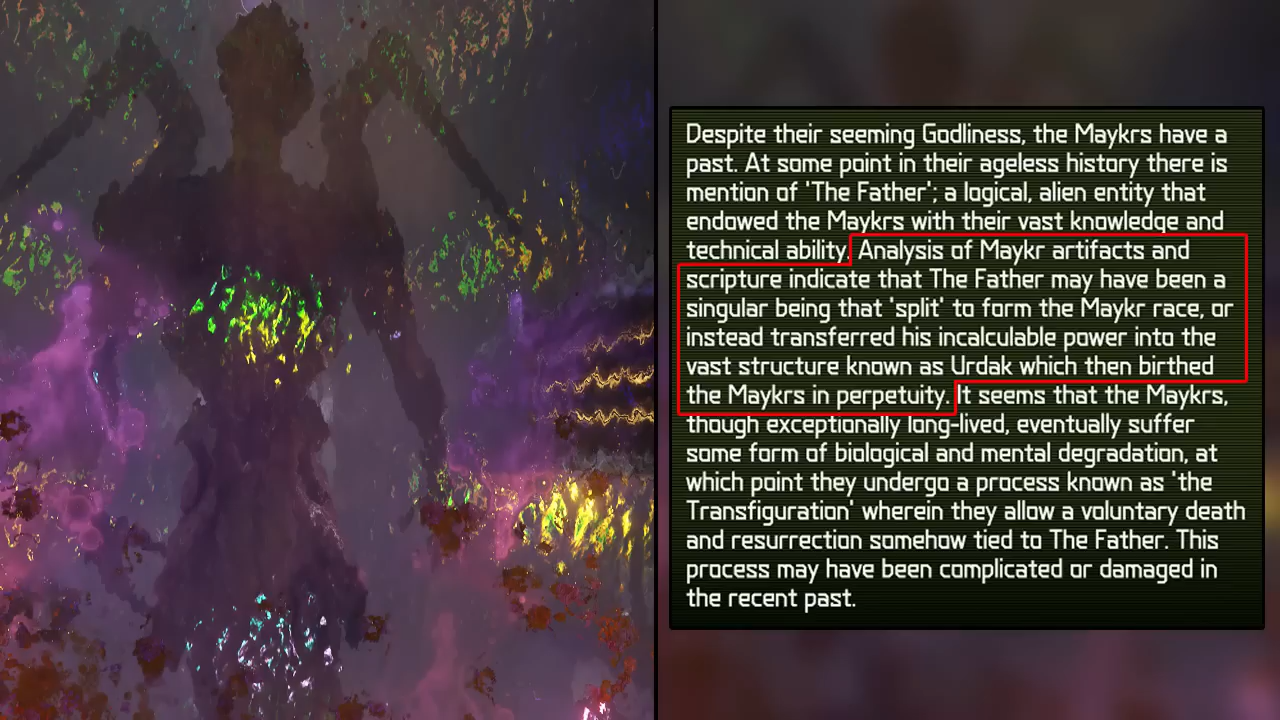 Despite their seeming Godliness, the Maykrs have a
past. At some point in their ageless history there is
mention of 'The Father'; a logical, alien entity that
endowed the Maykrs with their vast knowledge and
technical ability. Analysis of Maykr artifacts and
scripture indicate that The Father may have been a
singular being that 'split' to form the Maykr race, or
instead transferred his incalculable power into the
vast structure known as Urdak which then birthed
the Maykrs in perpetuity. It seems that the Maykrs,
though exceptionally long-lived, eventually suffer
some form of biological and mental degradation, at
which point they undergo a process known as 'the
Transfiguration' wherein they allow a voluntary death
and resurrection somehow tied to The Father. This
process may have been complicated or damaged in
the recent past.